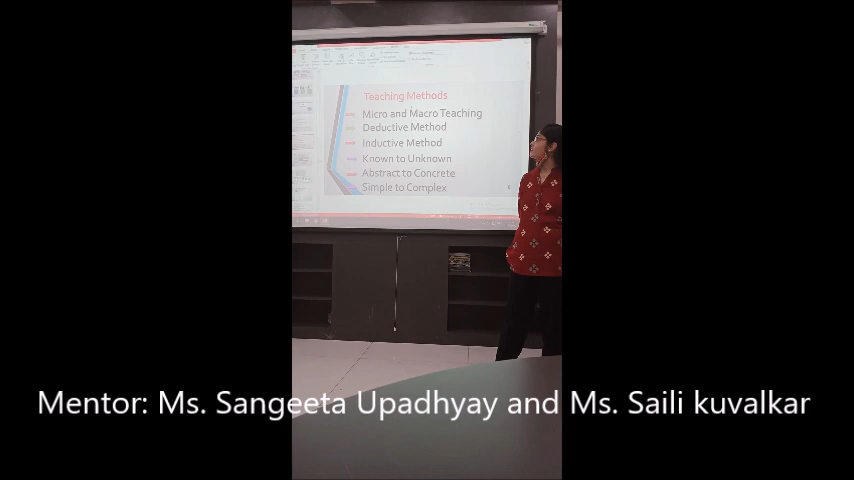 Teaching Methods
Micro and Macro Teaching
Deductive Method
Inductive Method
Known to Unknown
Abstract to Concrete
Simple to Complex
Mentor: Ms. Sangeeta Upadhyay and Ms. Saili kuvalkar